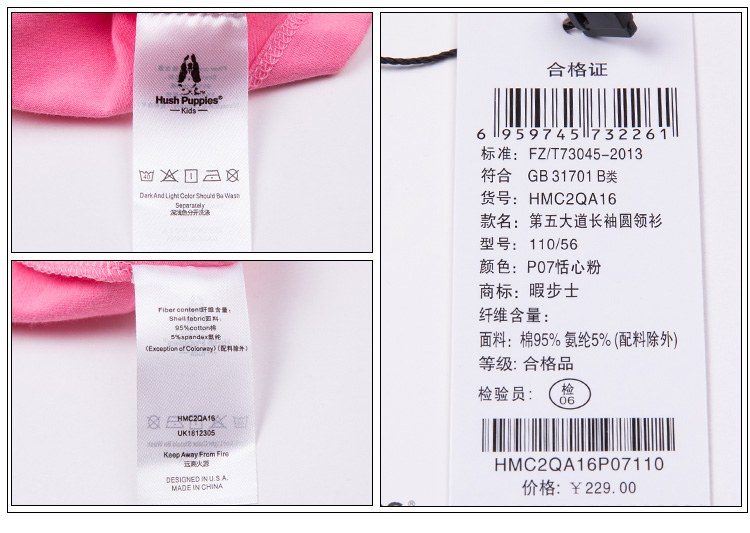 Hush Puppies®
Kids
40
Dark And Light Color Should Be Wash
Separately
深浅色分开洗涤
Fiber content纤维含量:
Shell fabric面料:
95%cotton棉
5%spandex氨纶
(Exception of Colorway) (配料除外)
HMC2QA16
UK1612305
Keep Away From Fire
远离火源
DESIGNED IN U.S.A.
MADE IN CHINA
合格证
6 959745 732261
标准: FZ/T73045-2013
符合 GB 31701 B类
货号: HMC2QA16
款名: 第五大道长袖圆领衫
型号: 110/56
颜色: P07恬心粉
商标: 暇步士
纤维含量:
面料: 棉95% 氨纶5% (配料除外)
等级: 合格品
检验员: 检
06
HMC2QA16P07110
价格: ￥229.00